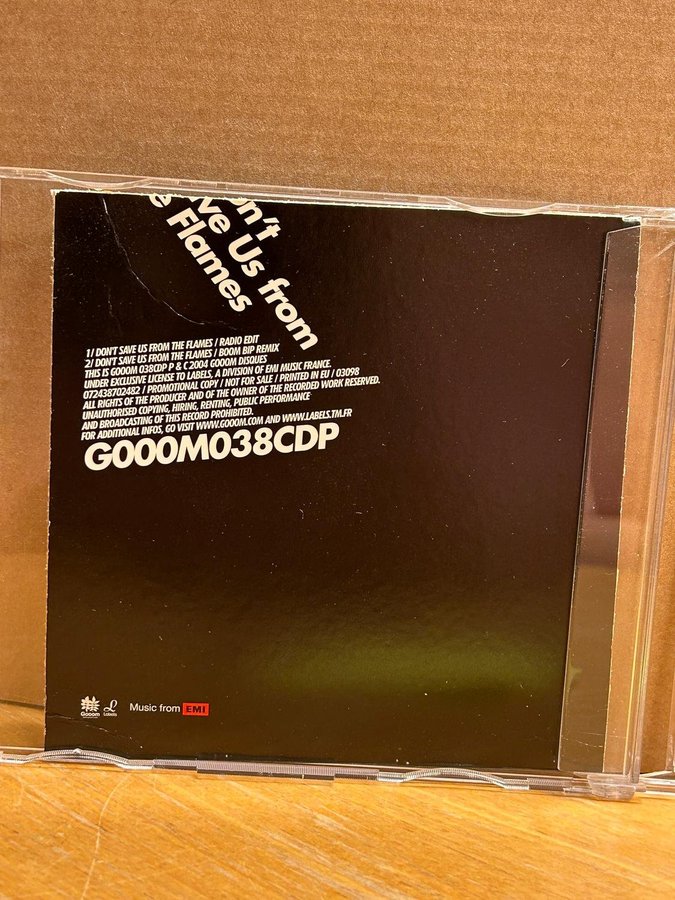 on't
ve Us from
e Flames
1/ DON'T SAVE US FROM THE FLAMES / RADIO EDIT
2/ DON'T SAVE US FROM THE FLAMES / BOOM BIP REMIX
THIS IS GOOOM 038CDP P & C 2004 GOOOM DISQUES
UNDER EXCLUSIVE LICENSE TO LABELS, A DIVISION OF EMI MUSIC FRANCE.
072438702482 / PROMOTIONAL COPY / NOT FOR SALE / PRINTED IN EU / 03098
ALL RIGHTS OF THE PRODUCER AND OF THE OWNER OF THE RECORDED WORK RESERVED.
UNAUTHORISED COPYING, HIRING, RENTING, PUBLIC PERFORMANCE
AND BROADCASTING OF THIS RECORD PROHIBITED.
FOR ADDITIONAL INFOS, GO VISIT WWW.GOOOM.COM AND WWW.LABELS.TM.FR
GOOOM038CDP
Gooom
Labels
Music from EMI